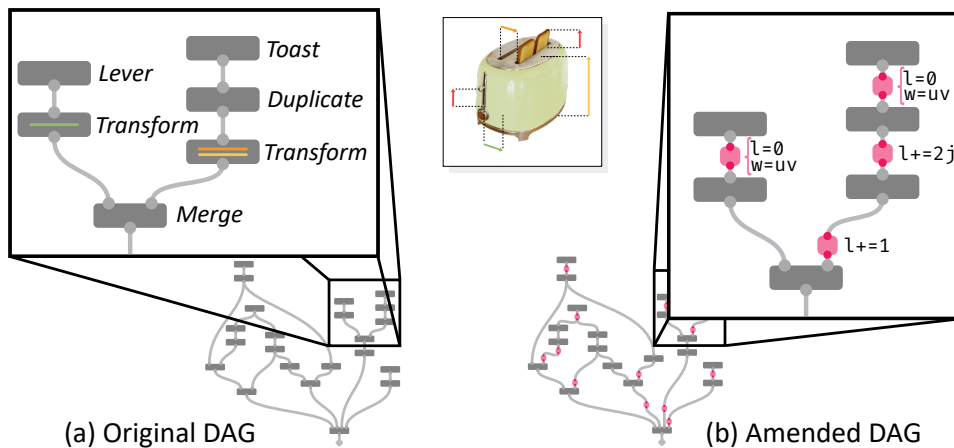 Lever
Toast
Duplicate
Transform
Transform
Merge
l=0
w=uv
l=0
w=uv
l+=2j
l+=1
(a) Original DAG
(b) Amended DAG